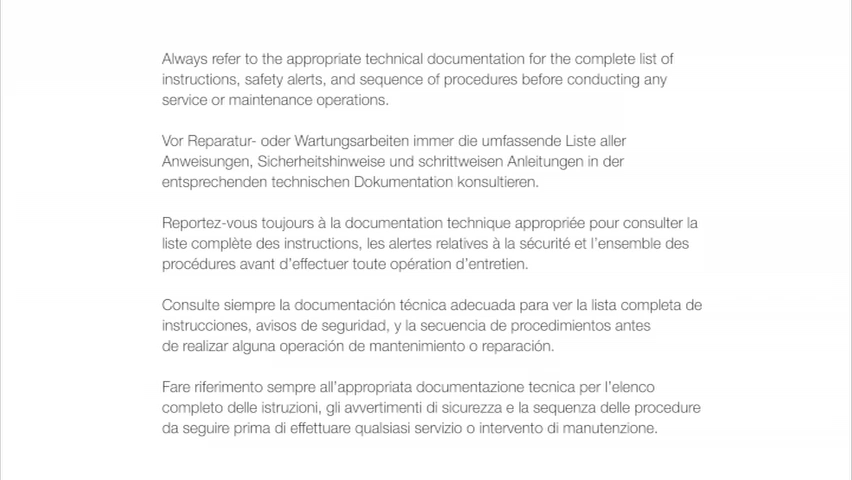 Always refer to the appropriate technical documentation for the complete list of
instructions, safety alerts, and sequence of procedures before conducting any
service or maintenance operations.
Vor Reparatur- oder Wartungsarbeiten immer die umfassende Liste aller
Anweisungen, Sicherheitshinweise und schrittweisen Anleitungen in der
entsprechenden technischen Dokumentation konsultieren.
Reportez-vous toujours à la documentation technique appropriée pour consulter la
liste complète des instructions, les alertes relatives à la sécurité et l’ensemble des
procédures avant d’effectuer toute opération d’entretien.
Consulte siempre la documentación técnica adecuada para ver la lista completa de
instrucciones, avisos de seguridad, y la secuencia de procedimientos antes
de realizar alguna operación de mantenimiento o reparación.
Fare riferimento sempre all’appropriata documentazione tecnica per l’elenco
completo delle istruzioni, gli avvertimenti di sicurezza e la sequenza delle procedure
da seguire prima di effettuare qualsiasi servizio o intervento di manutenzione.